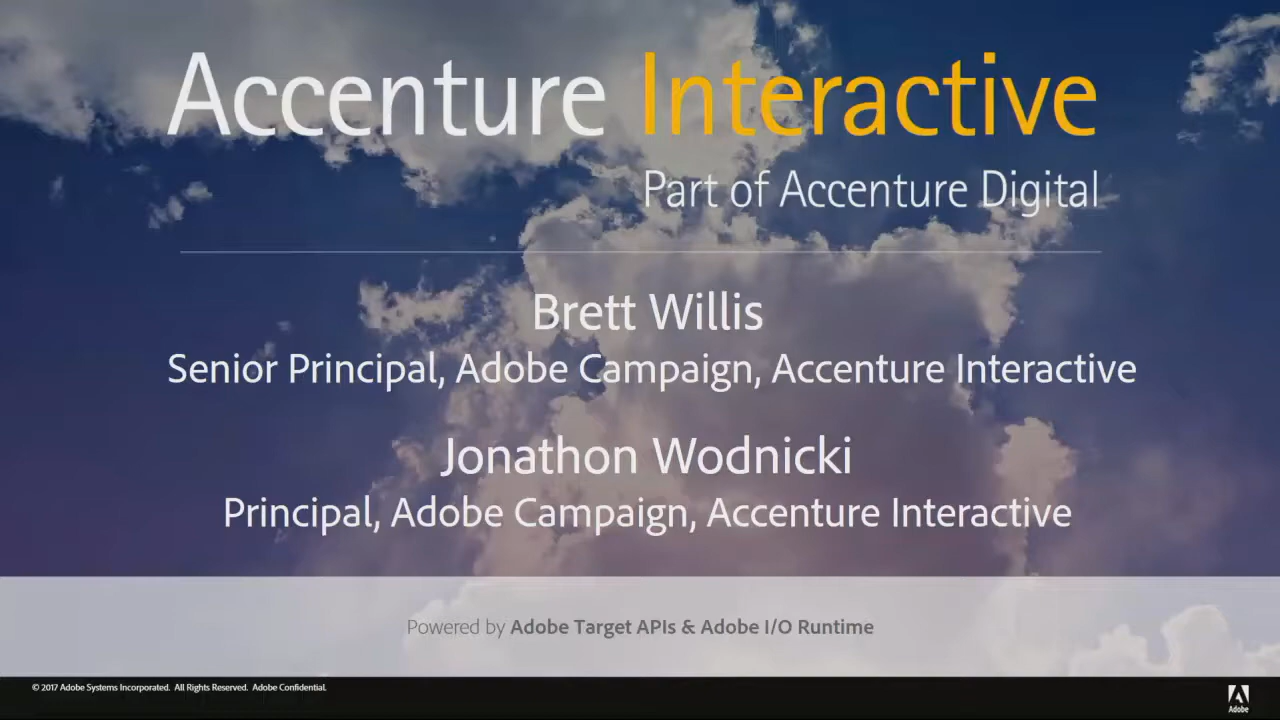 Accenture Interactive
Part of Accenture Digital
Brett Willis
Senior Principal, Adobe Campaign, Accenture Interactive
Jonathon Wodnicki
Principal, Adobe Campaign, Accenture Interactive
Powered by Adobe Target APIs & Adobe I/O Runtime
© 2017 Adobe Systems Incorporated. All Rights Reserved. Adobe Confidential.
Adobe